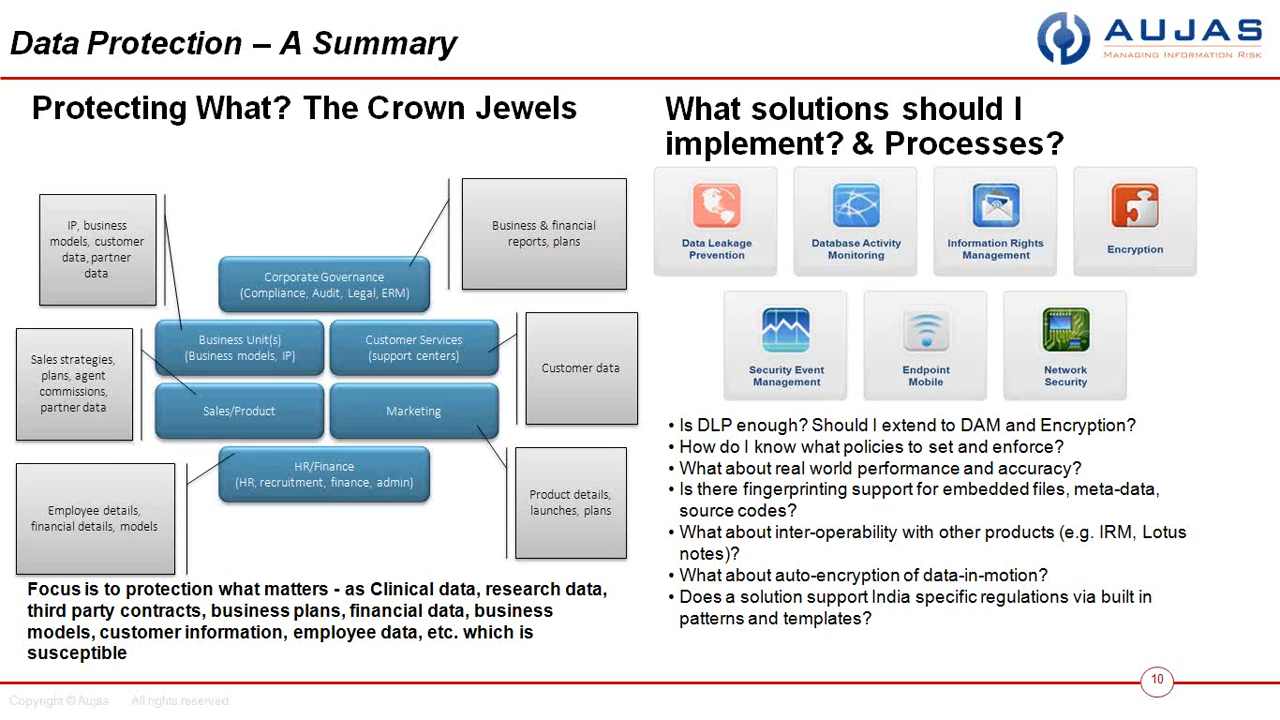 Data Protection – A Summary
AUJAS
MANAGING INFORMATION RISK
Protecting What? The Crown Jewels
IP, business
models, customer
data, partner
data
Business & financial
reports, plans
Corporate Governance
(Compliance, Audit, Legal, ERM)
Business Unit(s)
(Business models, IP)
Customer Services
(support centers)
Sales strategies,
plans, agent
commissions,
partner data
Customer data
Sales/Product
Marketing
HR/Finance
(HR, recruitment, finance, admin)
Employee details,
financial details, models
Product details,
launches, plans
Focus is to protection what matters - as Clinical data, research data,
third party contracts, business plans, financial data, business
models, customer information, employee data, etc. which is
susceptible
What solutions should I
implement? & Processes?
Data Leakage
Prevention
Database Activity
Monitoring
Information Rights
Management
Encryption
Security Event
Management
Endpoint
Mobile
Network
Security
• Is DLP enough? Should I extend to DAM and Encryption?
• How do I know what policies to set and enforce?
• What about real world performance and accuracy?
• Is there fingerprinting support for embedded files, meta-data,
source codes?
• What about inter-operability with other products (e.g. IRM, Lotus
notes)?
• What about auto-encryption of data-in-motion?
• Does a solution support India specific regulations via built in
patterns and templates?
10
Copyright © Aujas All rights reserved.